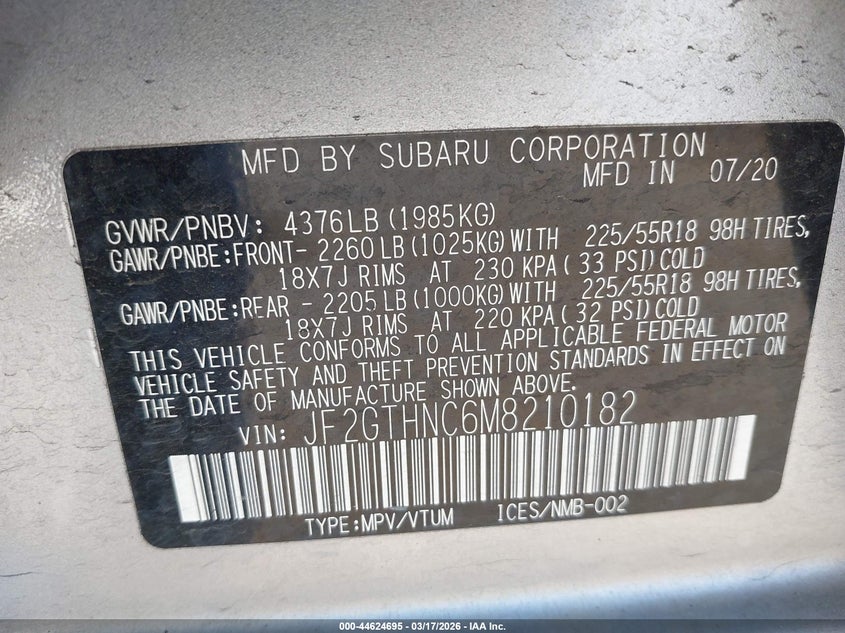 MFD BY SUBARU CORPORATION
MFD IN 07/20
GVWR/PNBV: 4376LB (1985KG)
GAWR/PNBE:FRONT- 2260 LB (1025KG) WITH 225/55R18 98H TIRES,
18X7J RIMS AT 230 KPA ( 33 PSI) COLD
GAWR/PNBE:REAR - 2205 LB (1000KG) WITH 225/55R18 98H TIRES,
18X7J RIMS AT 220 KPA ( 32 PSI) COLD
THIS VEHICLE CONFORMS TO ALL APPLICABLE FEDERAL MOTOR
VEHICLE SAFETY AND THEFT PREVENTION STANDARDS IN EFFECT ON
THE DATE OF MANUFACTURE SHOWN ABOVE.
VIN: JF2GTHNC6M8210182
TYPE:MPV/VTUM ICES/NMB-002
000-44624695 — 03/17/2026 — IAA Inc.